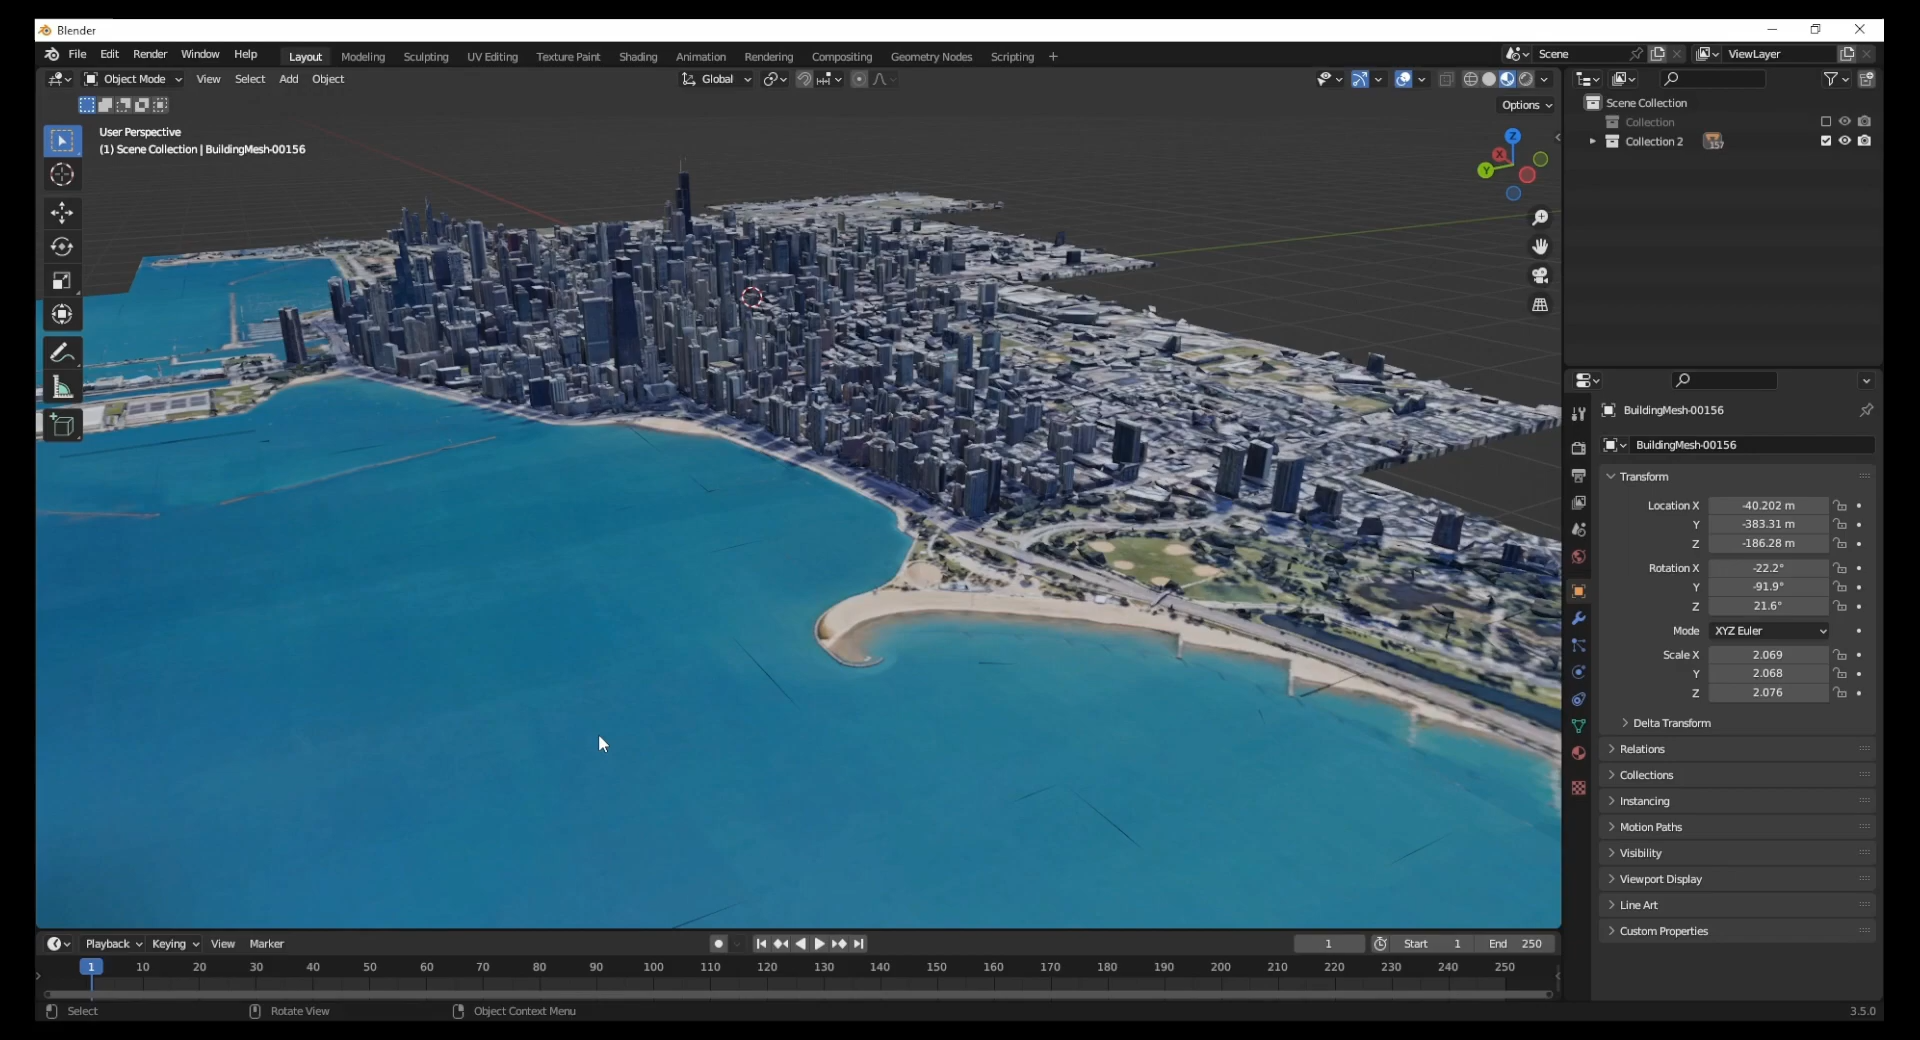 Blender
File Edit Render Window Help Layout Modeling Sculpting UV Editing Texture Paint Shading Animation Rendering Compositing Geometry Nodes Scripting + Scene ViewLayer
Object Mode View Select Add Object Global
Options
User Perspective
(1) Scene Collection | BuildingMesh-00156
Z
X
Y
Scene Collection
Collection
Collection 2 157
BuildingMesh-00156
BuildingMesh-00156
Transform
Location X -40.202 m
Y -383.31 m
Z -186.28 m
Rotation X -22.2°
Y -91.9°
Z 21.6°
Mode XYZ Euler
Scale X 2.069
Y 2.068
Z 2.076
Delta Transform
Relations
Collections
Instancing
Motion Paths
Visibility
Viewport Display
Line Art
Custom Properties
Playback Keying View Marker 1 Start 1 End 250
1 10 20 30 40 50 60 70 80 90 100 110 120 130 140 150 160 170 180 190 200 210 220 230 240 250
Select Rotate View Object Context Menu 3.5.0